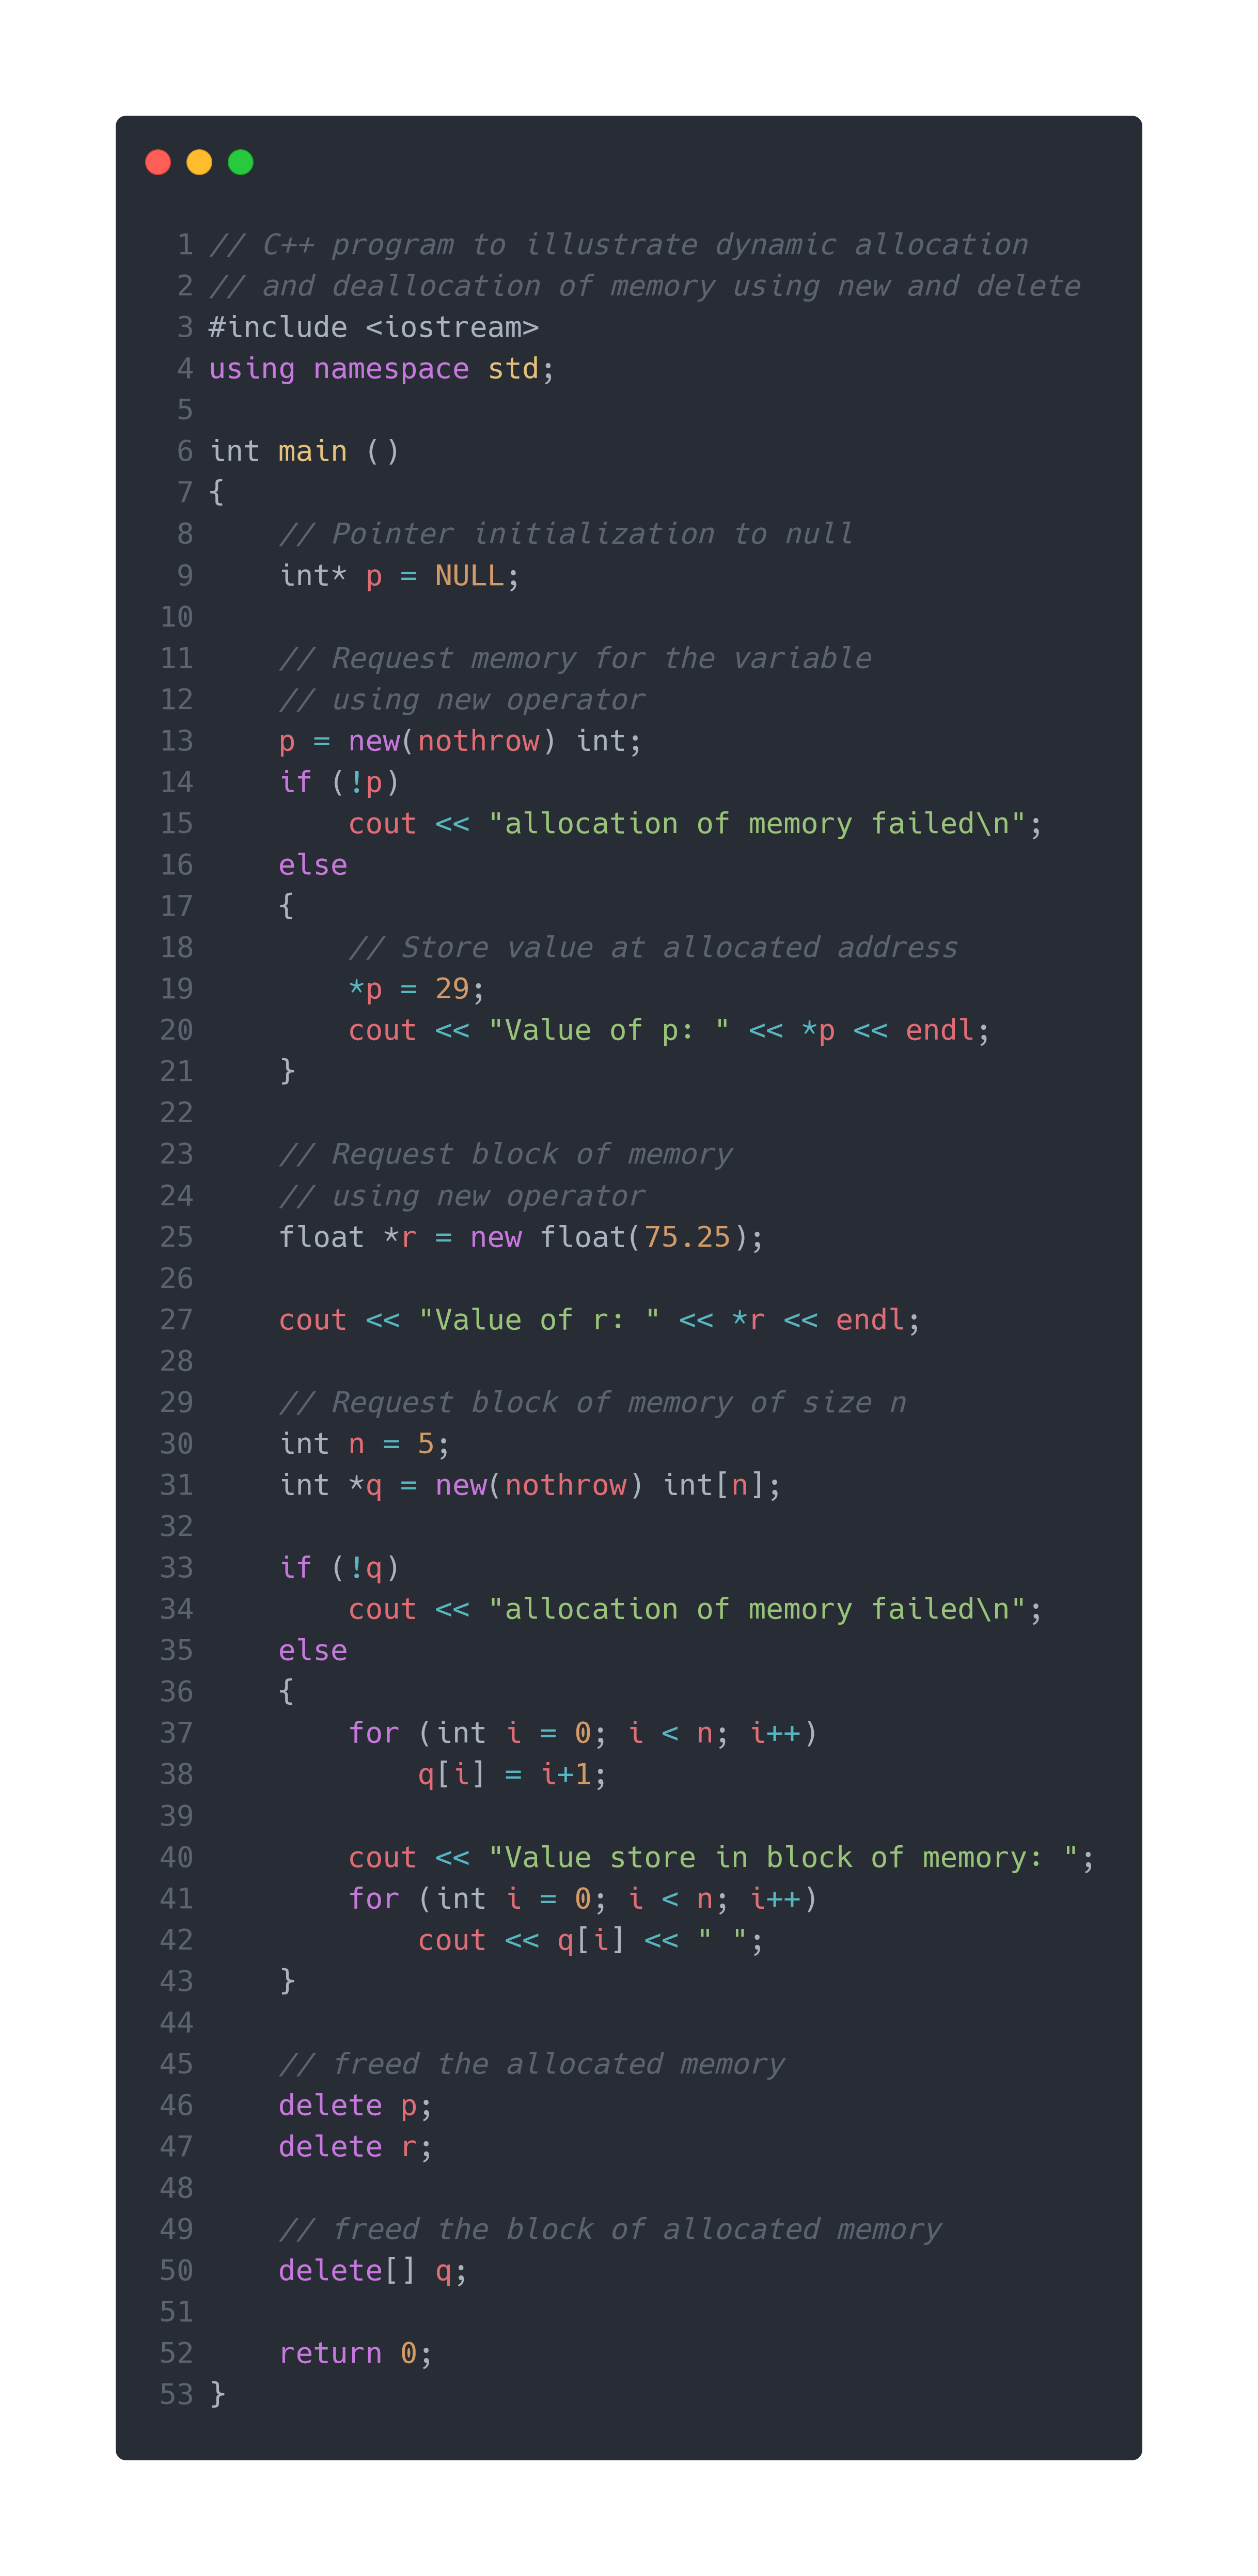 1 // C++ program to illustrate dynamic allocation
2 // and deallocation of memory using new and delete
3 #include <iostream>
4 using namespace std;
5
6 int main ()
7 {
8     // Pointer initialization to null
9     int* p = NULL;
10
11     // Request memory for the variable
12     // using new operator
13     p = new(nothrow) int;
14     if (!p)
15         cout << "allocation of memory failed\n";
16     else
17     {
18         // Store value at allocated address
19         *p = 29;
20         cout << "Value of p: " << *p << endl;
21     }
22
23     // Request block of memory
24     // using new operator
25     float *r = new float(75.25);
26
27     cout << "Value of r: " << *r << endl;
28
29     // Request block of memory of size n
30     int n = 5;
31     int *q = new(nothrow) int[n];
32
33     if (!q)
34         cout << "allocation of memory failed\n";
35     else
36     {
37         for (int i = 0; i < n; i++)
38             q[i] = i+1;
39
40         cout << "Value store in block of memory: ";
41         for (int i = 0; i < n; i++)
42             cout << q[i] << " ";
43     }
44
45     // freed the allocated memory
46     delete p;
47     delete r;
48
49     // freed the block of allocated memory
50     delete[] q;
51
52     return 0;
53 }